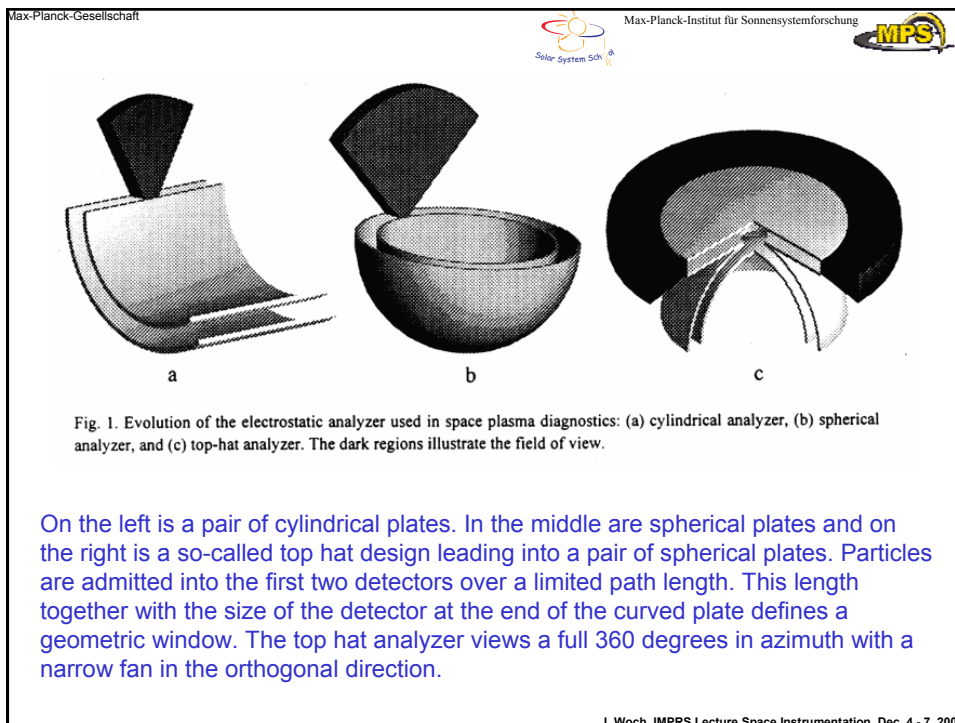 Max-Planck-Gesellschaft
Max-Planck-Institut für Sonnensystemforschung
MPS
Solar System Sch
a
b
c
Fig. 1. Evolution of the electrostatic analyzer used in space plasma diagnostics: (a) cylindrical analyzer, (b) spherical
analyzer, and (c) top-hat analyzer. The dark regions illustrate the field of view.
On the left is a pair of cylindrical plates. In the middle are spherical plates and on
the right is a so-called top hat design leading into a pair of spherical plates. Particles
are admitted into the first two detectors over a limited path length. This length
together with the size of the detector at the end of the curved plate defines a
geometric window. The top hat analyzer views a full 360 degrees in azimuth with a
narrow fan in the orthogonal direction.
Woch, IMPRS Lecture Space Instrumentation, Dec. 4 - 7, 200